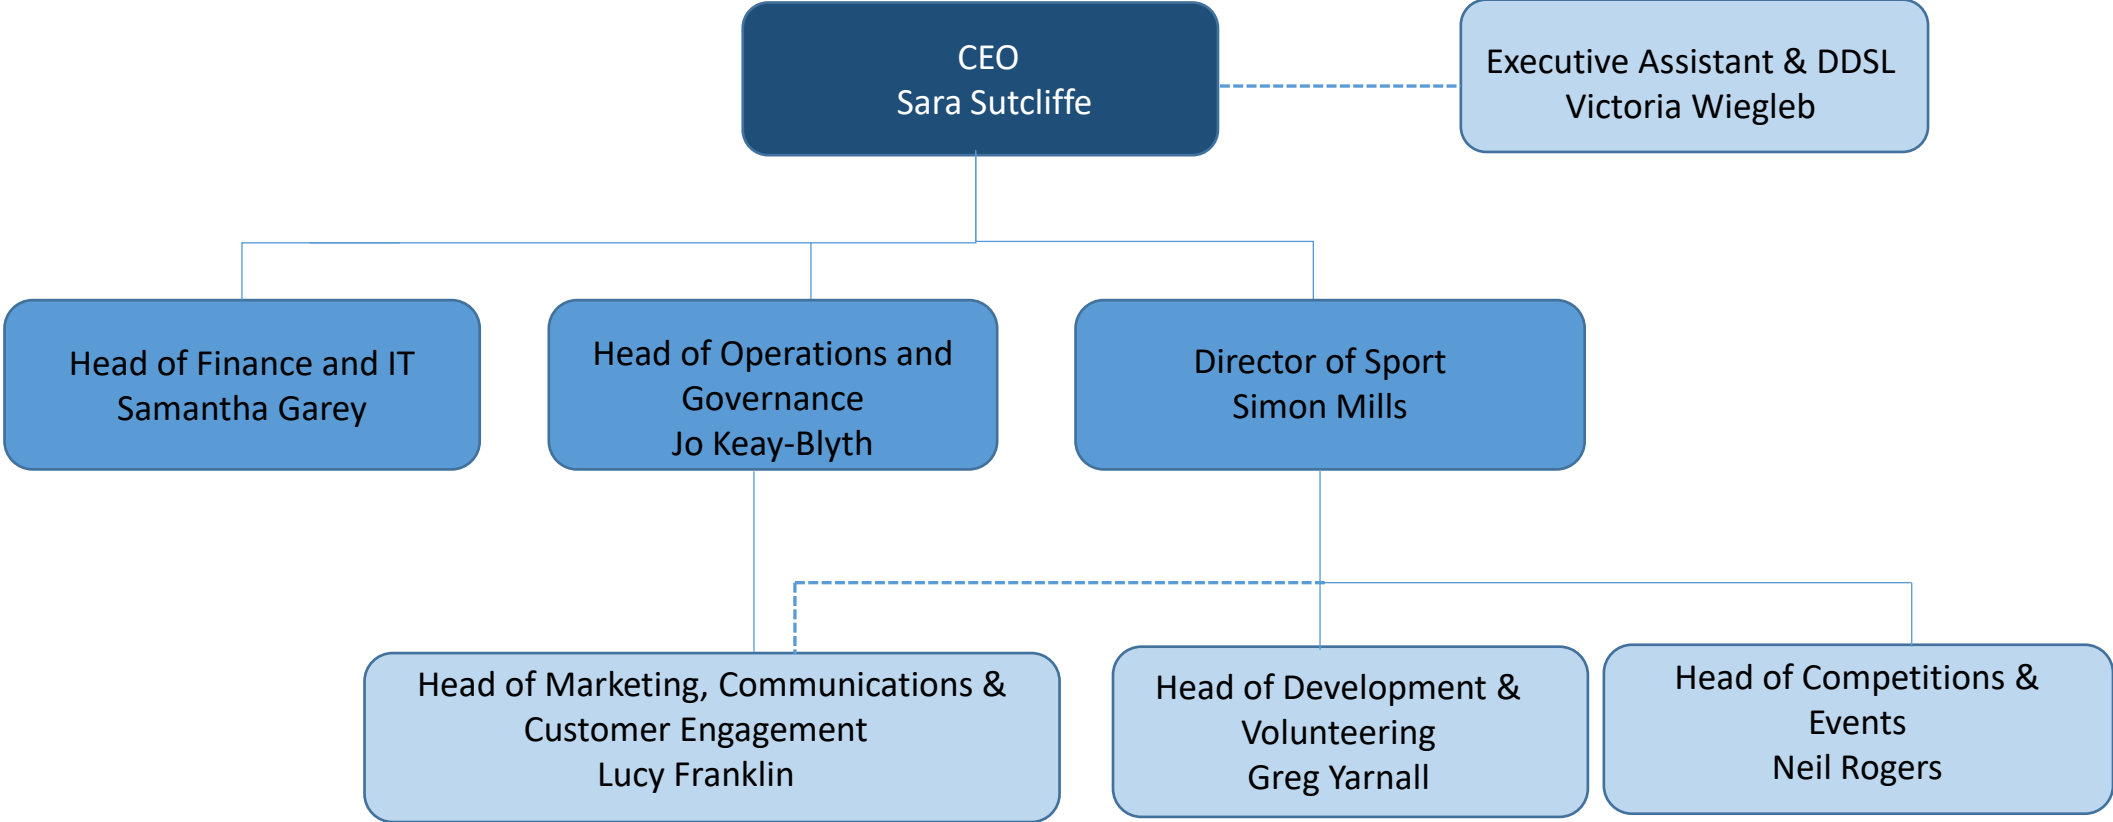 CEO
Sara Sutcliffe
Executive Assistant & DDSL
Victoria Wiegleb
Head of Finance and IT
Samantha Garey
Head of Operations and
Governance
Jo Keay-Blyth
Director of Sport
Simon Mills
Head of Marketing, Communications &
Customer Engagement
Lucy Franklin
Head of Development &
Volunteering
Greg Yarnall
Head of Competitions &
Events
Neil Rogers